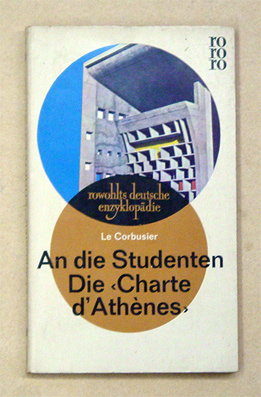 ro
ro
ro
rowohlts deutsche
enzyklopädie
Le Corbusier
An die Studenten
Die ‹Charte
d'Athènes›